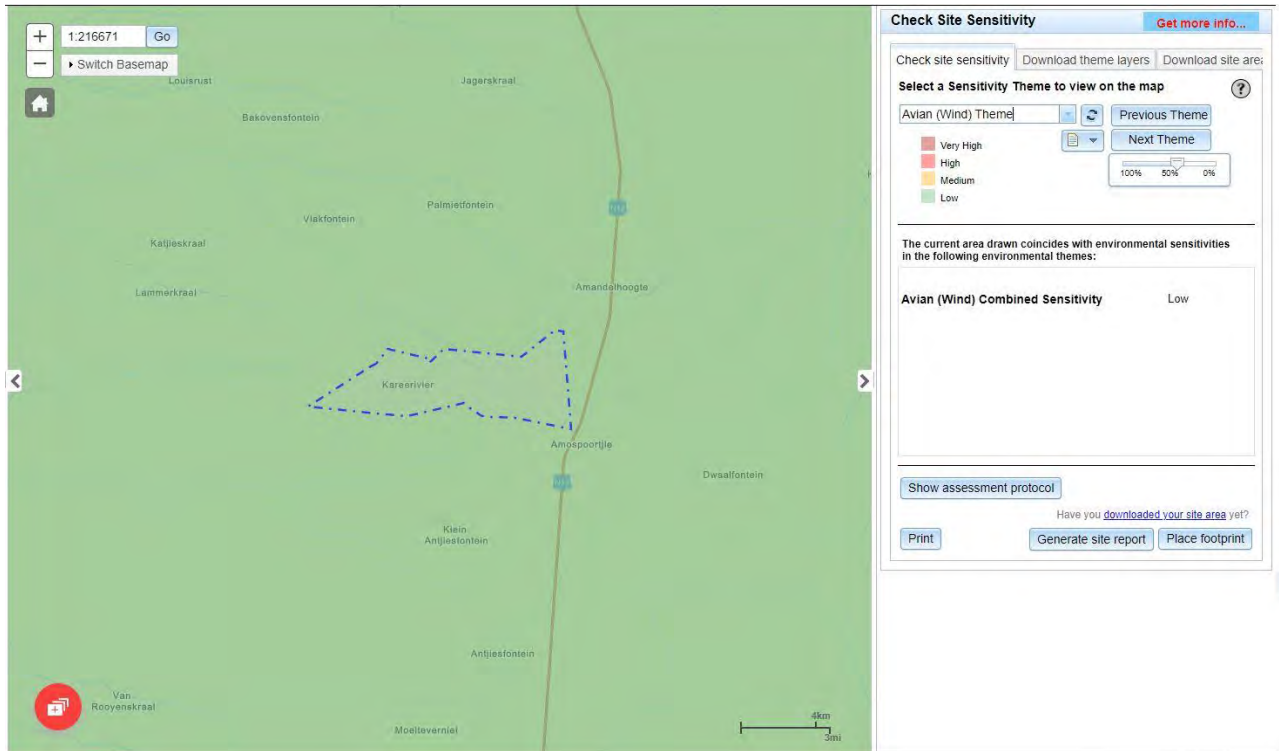 1:216671
Go
Switch Basemap
Louisrust
Jagerskraal
Bakovensfontein
Palmietfontein
Vlakfontein
Katjieskraal
Lammerkraal
Amandelhoogte
Kareerivier
Amospoortjie
Dwaalfontein
Klein
Antjiesfontein
Antjiesfontein
Van
Rooyenskraal
Moeiteverniel
4km
3mi
Check Site Sensitivity
Get more info...
Check site sensitivity
Download theme layers
Download site area
Select a Sensitivity Theme to view on the map
?
Avian (Wind) Theme
Previous Theme
Next Theme
Very High
High
Medium
Low
100% 50% 0%
The current area drawn coincides with environmental sensitivities
in the following environmental themes:
Avian (Wind) Combined Sensitivity Low
Show assessment protocol
Have you downloaded your site area yet?
Print
Generate site report
Place footprint